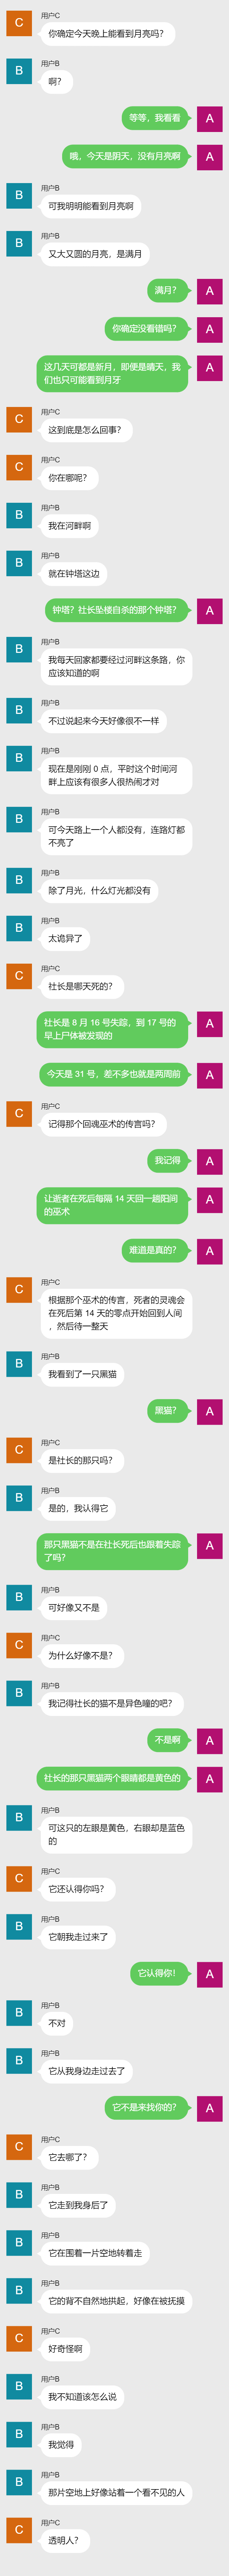 C
用户C
你确定今天晚上能看到月亮吗？
B
用户B
啊？
等等，我看看
A
哦，今天是阴天，没有月亮啊
A
B
用户B
可我明明能看到月亮啊
B
用户B
又大又圆的月亮，是满月
满月？
A
你确定没看错吗？
A
这几天可都是新月，即便是晴天，我
们也只可能看到月牙
A
C
用户C
这到底是怎么回事？
C
用户C
你在哪呢？
B
用户B
我在河畔啊
B
用户B
就在钟塔这边
钟塔？社长坠楼自杀的那个钟塔？
A
B
用户B
我每天回家都要经过河畔这条路，你
应该知道的啊
B
用户B
不过说起来今天好像很不一样
B
用户B
现在是刚刚 0 点，平时这个时间河
畔上应该有很多人很热闹才对
B
用户B
可今天路上一个人都没有，连路灯都
不亮了
B
用户B
除了月光，什么灯光都没有
B
用户B
太诡异了
C
用户C
社长是哪天死的？
社长是 8 月 16 号失踪，到 17 号的
早上尸体被发现的
A
今天是 31 号，差不多也就是两周前
A
C
用户C
记得那个回魂巫术的传言吗？
我记得
A
让逝者在死后每隔 14 天回一趟阳间
的巫术
A
难道是真的？
A
C
用户C
根据那个巫术的传言，死者的灵魂会
在死后第 14 天的零点开始回到人间
，然后待一整天
B
用户B
我看到了一只黑猫
黑猫？
A
C
用户C
是社长的那只吗？
B
用户B
是的，我认得它
那只黑猫不是在社长死后也跟着失踪
了吗？
A
B
用户B
可好像又不是
C
用户C
为什么好像不是？
B
用户B
我记得社长的猫不是异色瞳的吧？
不是啊
A
社长的那只黑猫两个眼睛都是黄色的
A
B
用户B
可这只的左眼是黄色，右眼却是蓝色
的
C
用户C
它还认得你吗？
B
用户B
它朝我走过来了
它认得你！
A
B
用户B
不对
B
用户B
它从我身边走过去了
它不是来找你的？
A
C
用户C
它去哪了？
B
用户B
它走到我身后了
B
用户B
它在围着一片空地转着走
B
用户B
它的背不自然地拱起，好像在被抚摸
C
用户C
好奇怪啊
B
用户B
我不知道该怎么说
B
用户B
我觉得
B
用户B
那片空地上好像站着一个看不见的人
C
用户C
透明人？